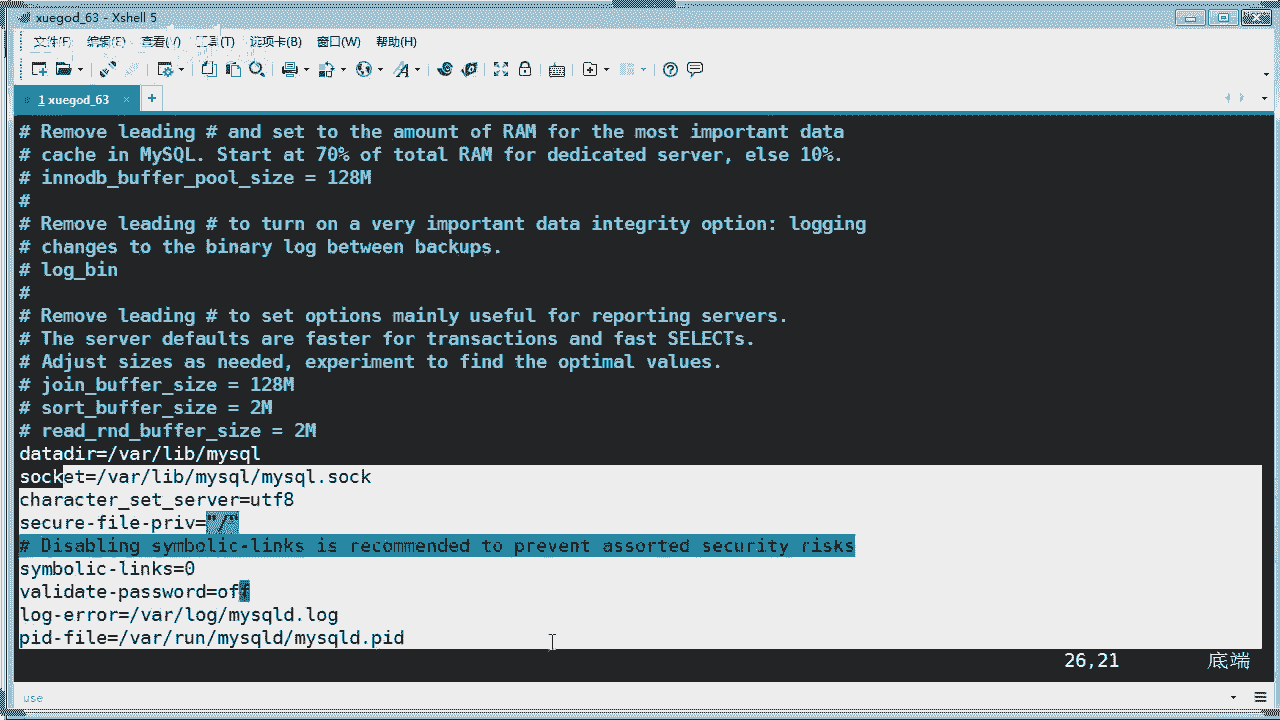 xuegod_63 - Xshell 5
文件(F) 编辑(E) 查看(V) 工具(T) 选项卡(B) 窗口(W) 帮助(H)
1 xuegod_63
# Remove leading # and set to the amount of RAM for the most important data
# cache in MySQL. Start at 70% of total RAM for dedicated server, else 10%.
# innodb_buffer_pool_size = 128M
#
# Remove leading # to turn on a very important data integrity option: logging
# changes to the binary log between backups.
# log_bin
#
# Remove leading # to set options mainly useful for reporting servers.
# The server defaults are faster for transactions and fast SELECTs.
# Adjust sizes as needed, experiment to find the optimal values.
# join_buffer_size = 128M
# sort_buffer_size = 2M
# read_rnd_buffer_size = 2M
datadir=/var/lib/mysql
socket=/var/lib/mysql/mysql.sock
character_set_server=utf8
secure-file-priv="/"
# Disabling symbolic-links is recommended to prevent assorted security risks
symbolic-links=0
validate-password=off
log-error=/var/log/mysqld.log
pid-file=/var/run/mysqld/mysqld.pid
26,21 底端
use